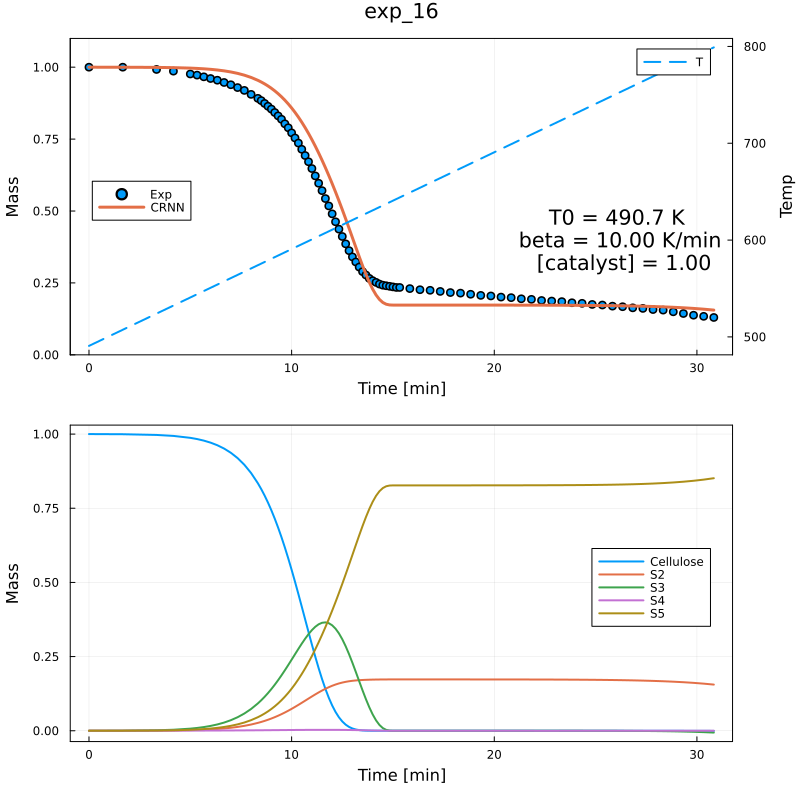 exp_16
Mass
1.00
0.75
0.50
0.25
0.00
Exp
CRNN
T
T0 = 490.7 K
beta = 10.00 K/min
[catalyst] = 1.00
800
700
600
500
Temp
0 10 20 30
Time [min]
Mass
1.00
0.75
0.50
0.25
0.00
Cellulose
S2
S3
S4
S5
0 10 20 30
Time [min]